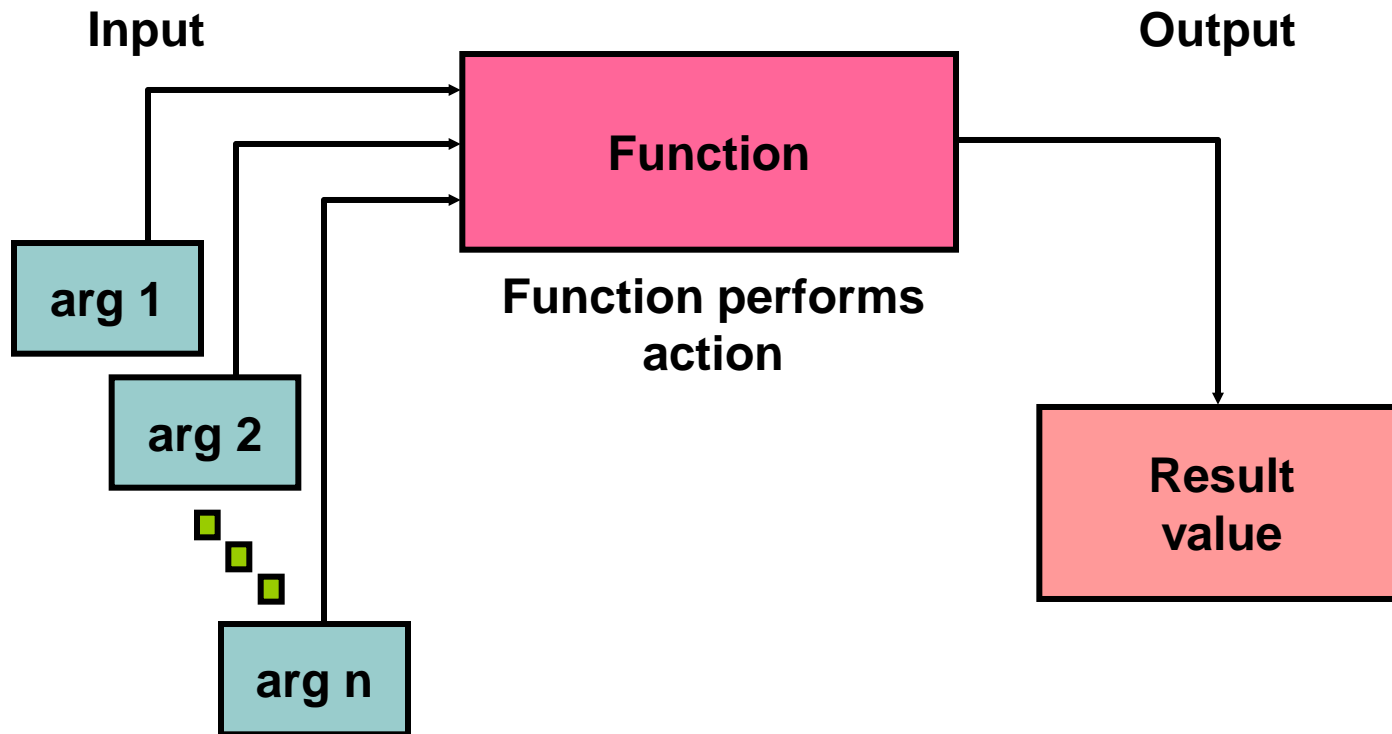 Input
Output
Function
arg 1
Function performs
action
arg 2
Result
value
arg n